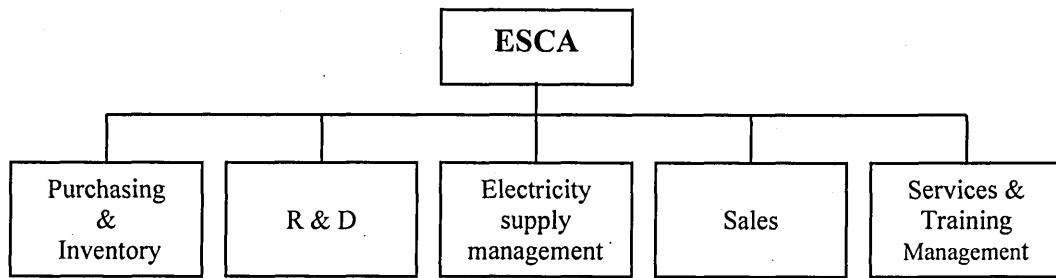 ESCA
Purchasing
&
Inventory
R & D
Electricity
supply
management
Sales
Services &
Training
Management